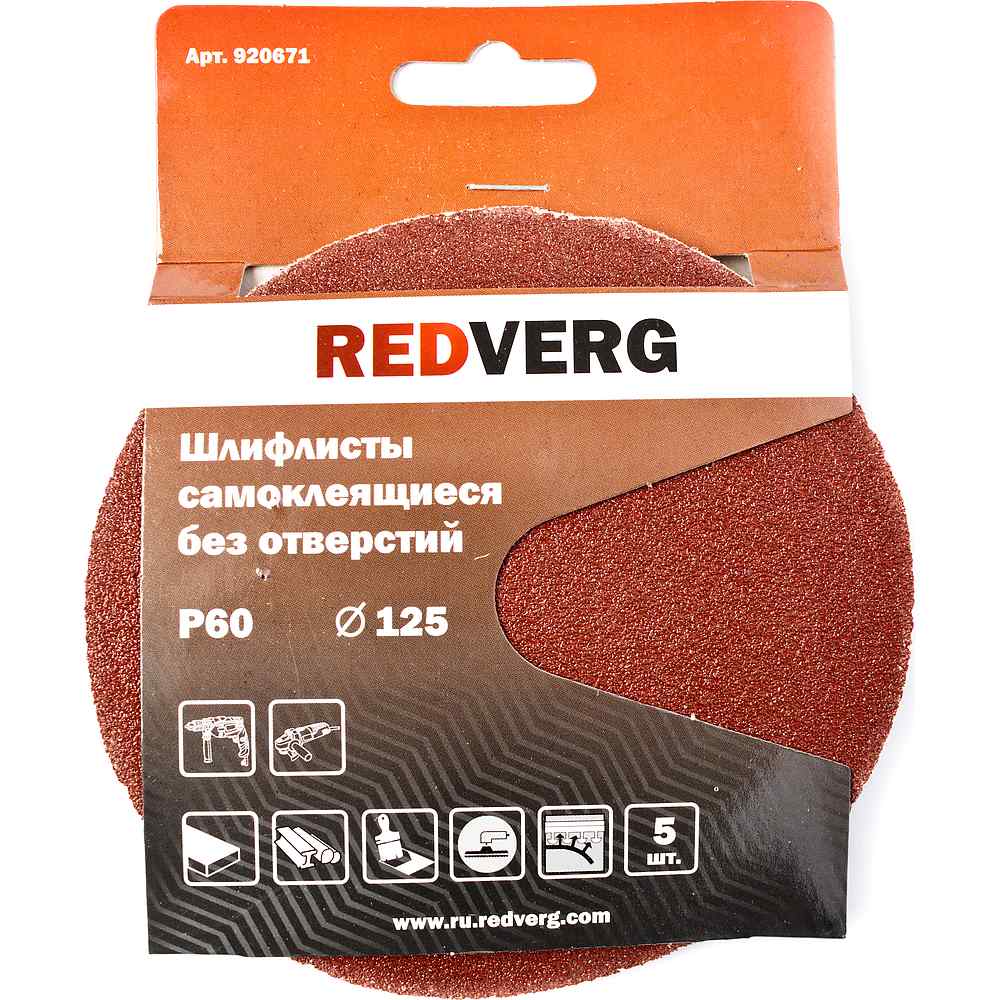 Арт. 920671
REDVERG
Шлифлисты
самоклеящиеся
без отверстий
P60 ⌀ 125
5
шт.
www.ru.redverg.com